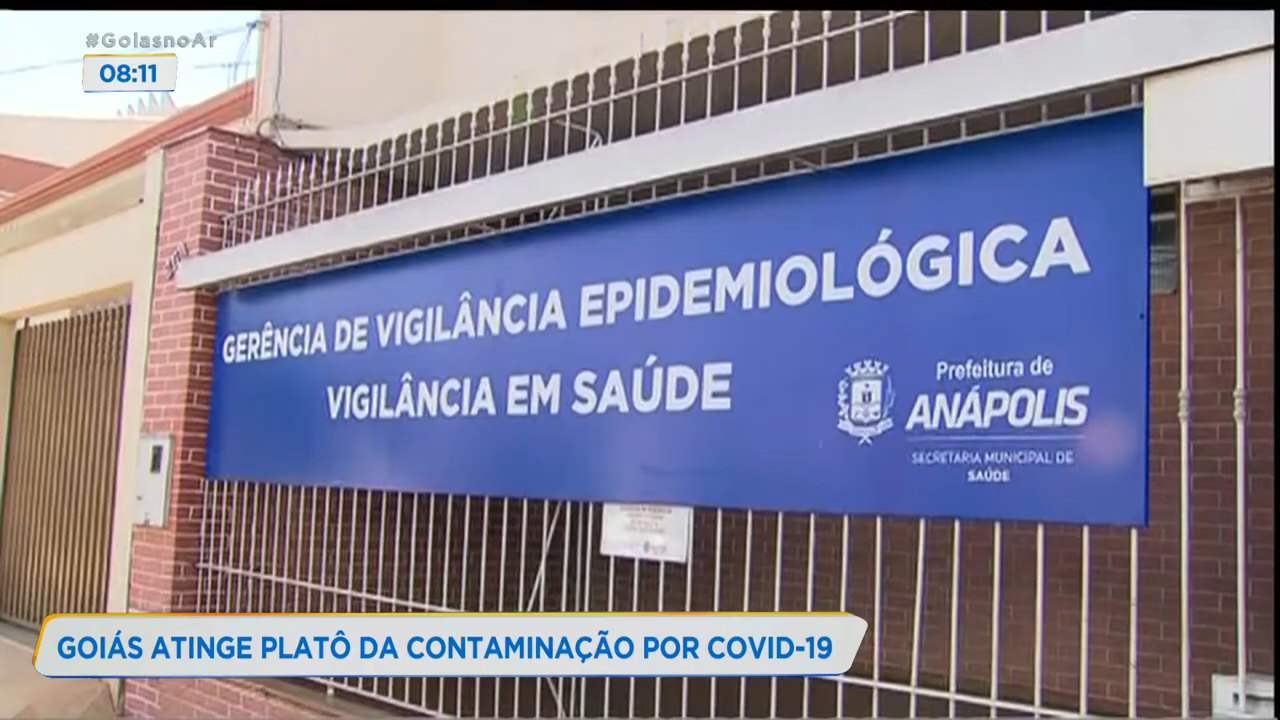 #GoiásnoAr
08:11
GERÊNCIA DE VIGILÂNCIA EPIDEMIOLÓGICA
VIGILÂNCIA EM SAÚDE
Prefeitura de
ANÁPOLIS
SECRETARIA MUNICIPAL DE
SAÚDE
GOIÁS ATINGE PLATÔ DA CONTAMINAÇÃO POR COVID-19